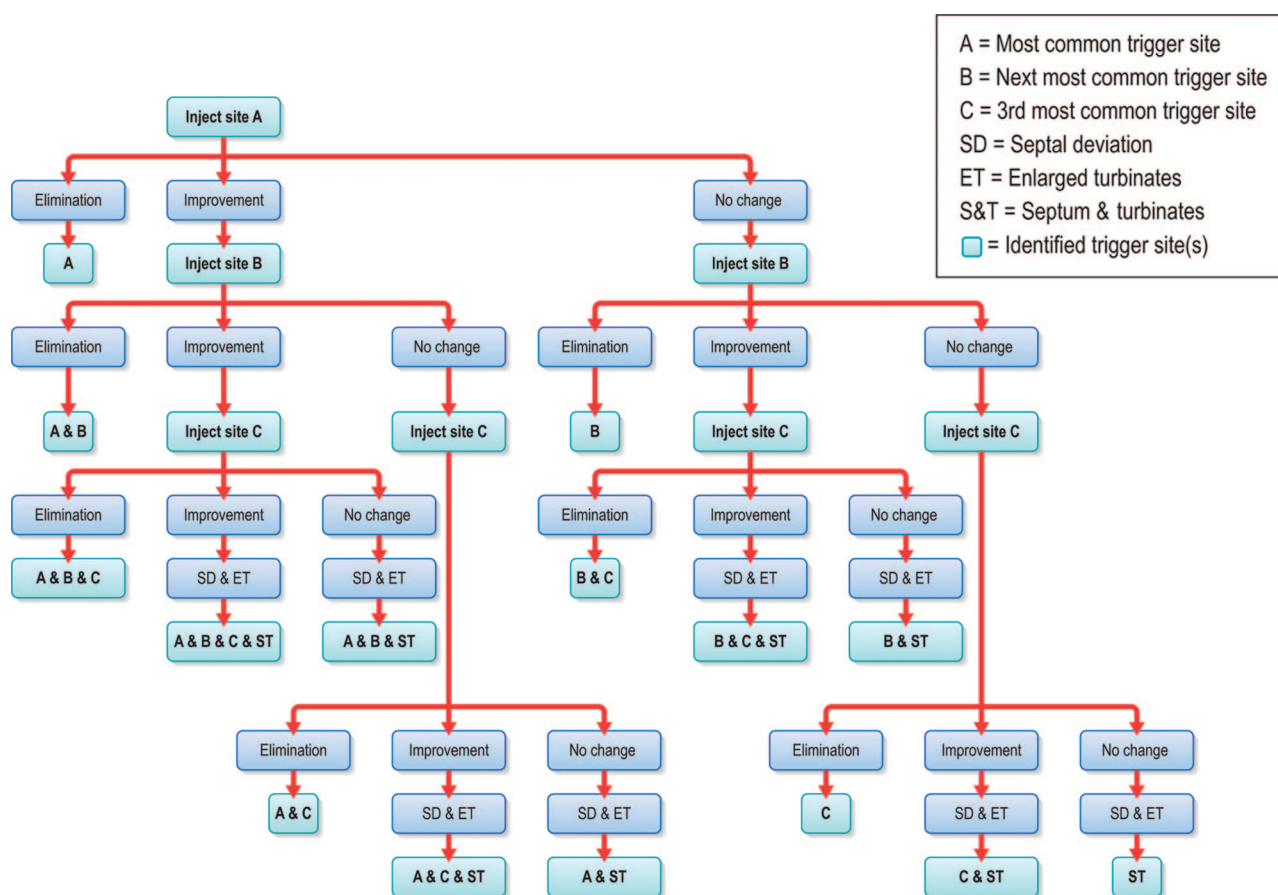 A = Most common trigger site
B = Next most common trigger site
C = 3rd most common trigger site
SD = Septal deviation
ET = Enlarged turbinates
S&T = Septum & turbinates
= Identified trigger site(s)
Inject site A
Elimination
Improvement
No change
A
Inject site B
Inject site B
Elimination
Improvement
No change
Elimination
Improvement
No change
A & B
Inject site C
Inject site C
B
Inject site C
Inject site C
Elimination
Improvement
No change
Elimination
Improvement
No change
A & B & C
SD & ET
SD & ET
B & C
SD & ET
SD & ET
A & B & C & ST
A & B & ST
B & C & ST
B & ST
Elimination
Improvement
No change
Elimination
Improvement
No change
A & C
SD & ET
SD & ET
C
SD & ET
SD & ET
A & C & ST
A & ST
C & ST
ST